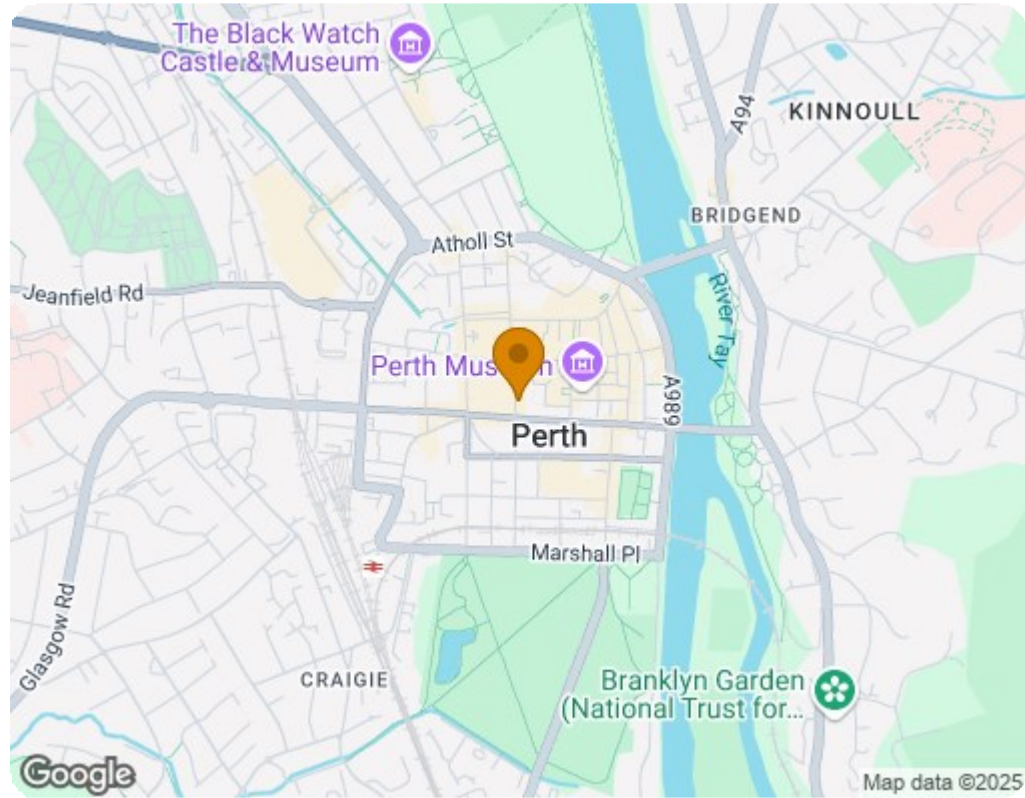 The Black Watch
Castle & Museum
A94
KINNOULL
BRIDGEND
Atholl St
Jeanfield Rd
River Tay
Perth Museum
A989
Perth
Marshall Pl
Glasgow Rd
CRAIGIE
Branklyn Garden
(National Trust for...
Google
Map data ©2025